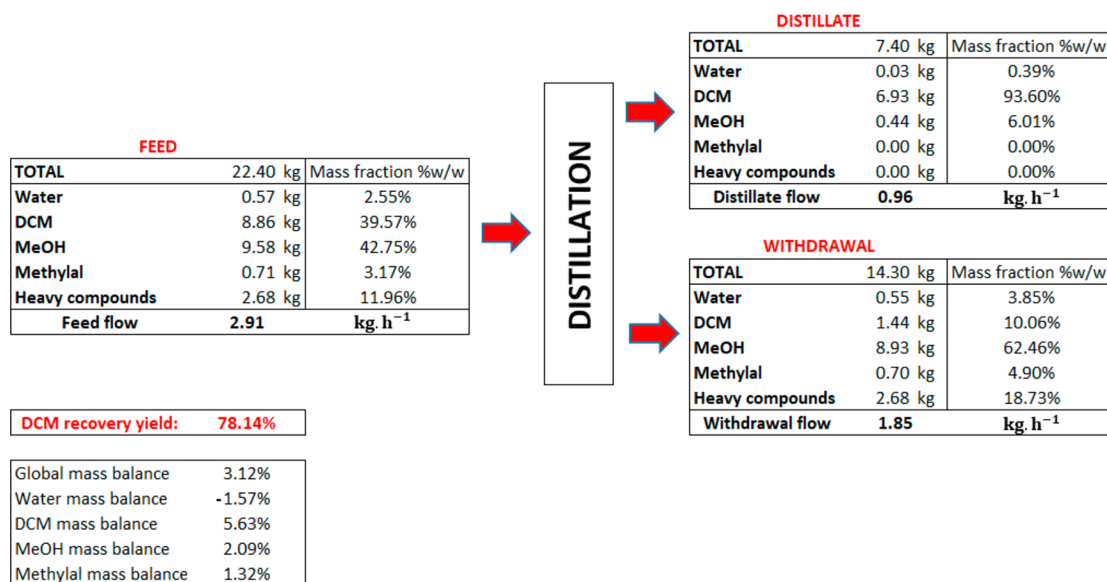 FEED
TOTAL 22.40 kg Mass fraction %w/w
Water 0.57 kg 2.55%
DCM 8.86 kg 39.57%
MeOH 9.58 kg 42.75%
Methylal 0.71 kg 3.17%
Heavy compounds 2.68 kg 11.96%
Feed flow 2.91 kg.h⁻¹
DISTILLATION
DISTILLATE
TOTAL 7.40 kg Mass fraction %w/w
Water 0.03 kg 0.39%
DCM 6.93 kg 93.60%
MeOH 0.44 kg 6.01%
Methylal 0.00 kg 0.00%
Heavy compounds 0.00 kg 0.00%
Distillate flow 0.96 kg.h⁻¹
WITHDRAWAL
TOTAL 14.30 kg Mass fraction %w/w
Water 0.55 kg 3.85%
DCM 1.44 kg 10.06%
MeOH 8.93 kg 62.46%
Methylal 0.70 kg 4.90%
Heavy compounds 2.68 kg 18.73%
Withdrawal flow 1.85 kg.h⁻¹
DCM recovery yield: 78.14%
Global mass balance 3.12%
Water mass balance -1.57%
DCM mass balance 5.63%
MeOH mass balance 2.09%
Methylal mass balance 1.32%